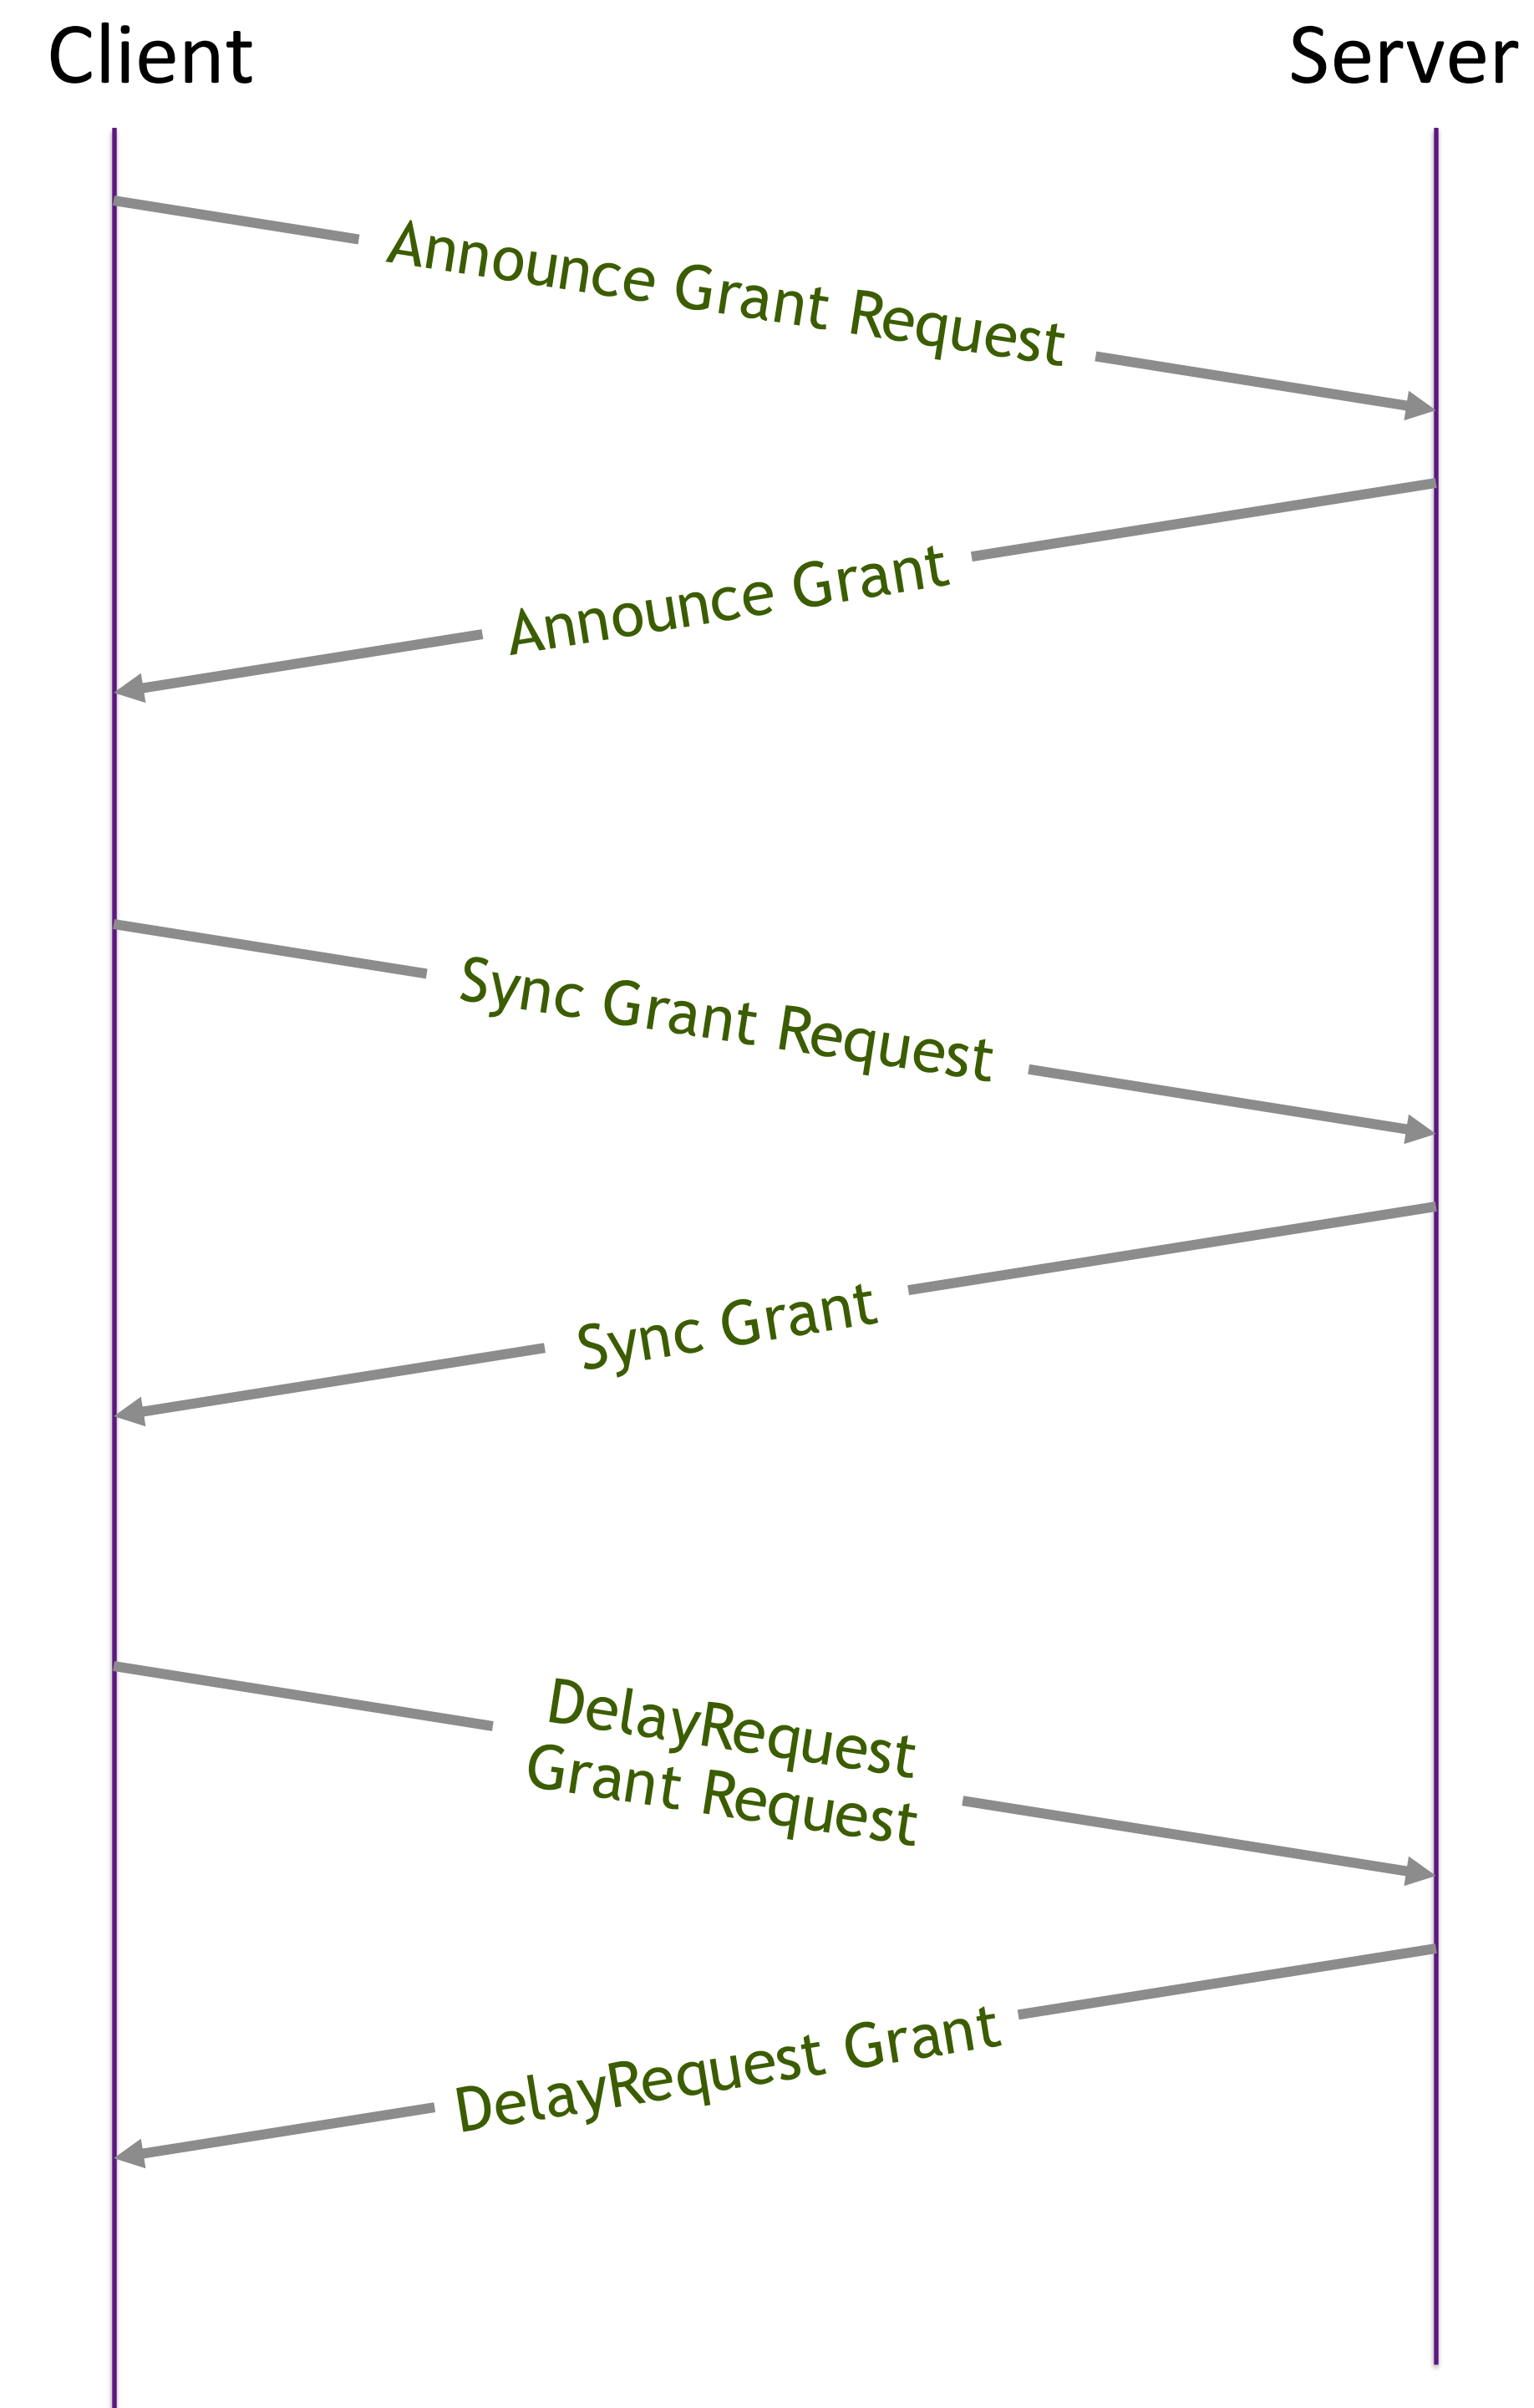 Client
Server
Announce Grant Request
Announce Grant
Sync Grant Request
Sync Grant
DelayRequest
Grant Request
DelayRequest Grant